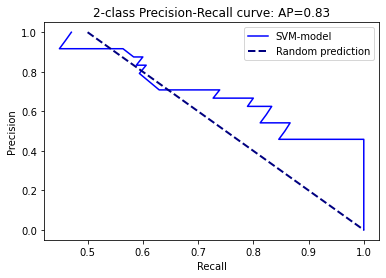 2-class Precision-Recall curve: AP=0.83
SVM-model
Random prediction
Precision
1.0
0.8
0.6
0.4
0.2
0.0
0.5
0.6
0.7
0.8
0.9
1.0
Recall